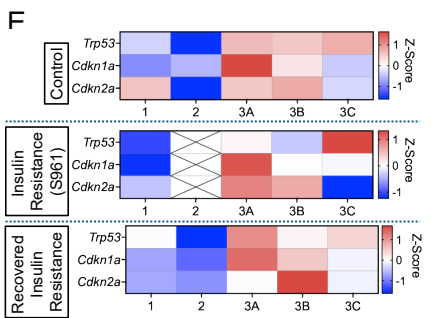 F
Control
Trp53
Cdkn1a
Cdkn2a
1 2 3A 3B 3C
1
0
-1
Z-Score
Insulin
Resistance
(S961)
Trp53
Cdkn1a
Cdkn2a
1 2 3A 3B 3C
1
0
-1
Z-Score
Recovered
Insulin
Resistance
Trp53
Cdkn1a
Cdkn2a
1 2 3A 3B 3C
1
0
-1
Z-Score